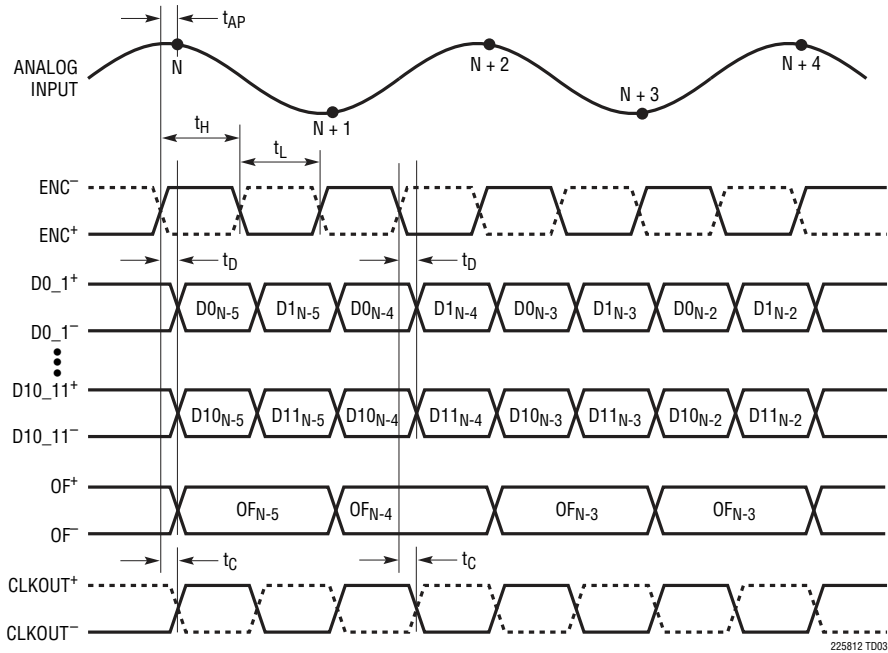 tAP
N
N + 2
N + 4
ANALOG
INPUT
N + 3
N + 1
tH
tL
ENC–
ENC+
tD
tD
D0_1+
D0N-5 D1N-5 D0N-4 D1N-4 D0N-3 D1N-3 D0N-2 D1N-2
D0_1–
D10_11+
D10N-5 D11N-5 D10N-4 D11N-4 D10N-3 D11N-3 D10N-2 D11N-2
D10_11–
OF+
OFN-5 OFN-4 OFN-3 OFN-3
OF–
tC
tC
CLKOUT+
CLKOUT–
225812 TD03